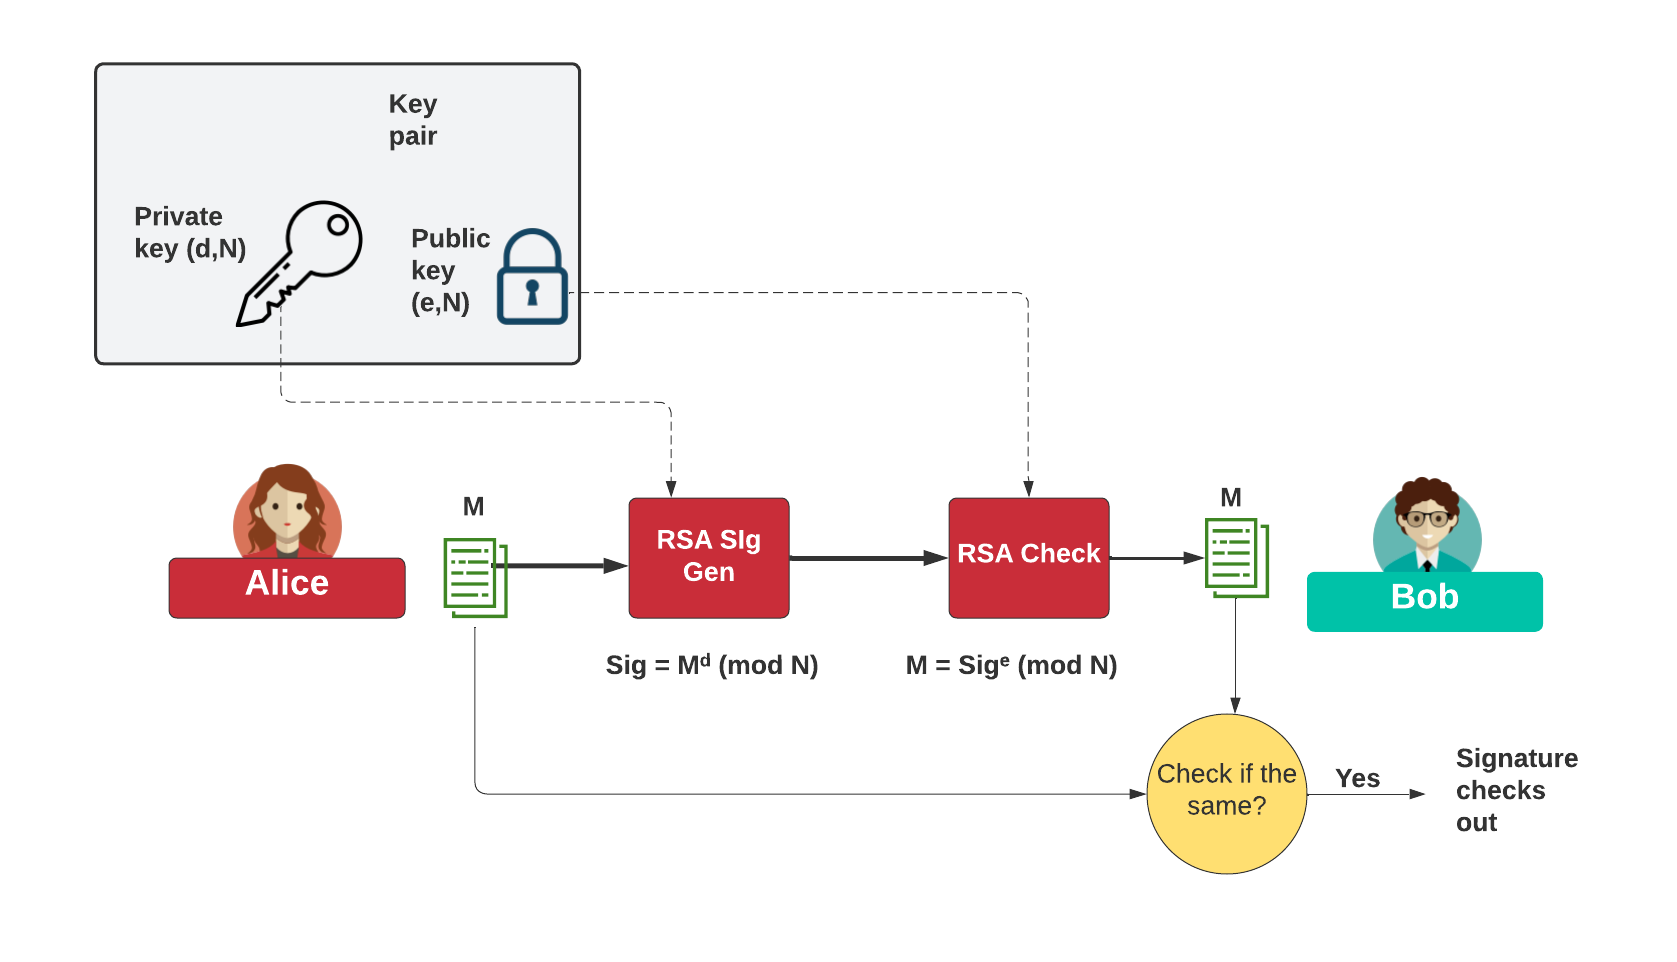 Key
pair
Private
key (d,N)
Public
key
(e,N)
M
RSA SIg
Gen
RSA Check
M
Alice
Bob
Sig = Mᵈ (mod N)
M = Sigᵉ (mod N)
Check if the
same?
Yes
Signature
checks
out